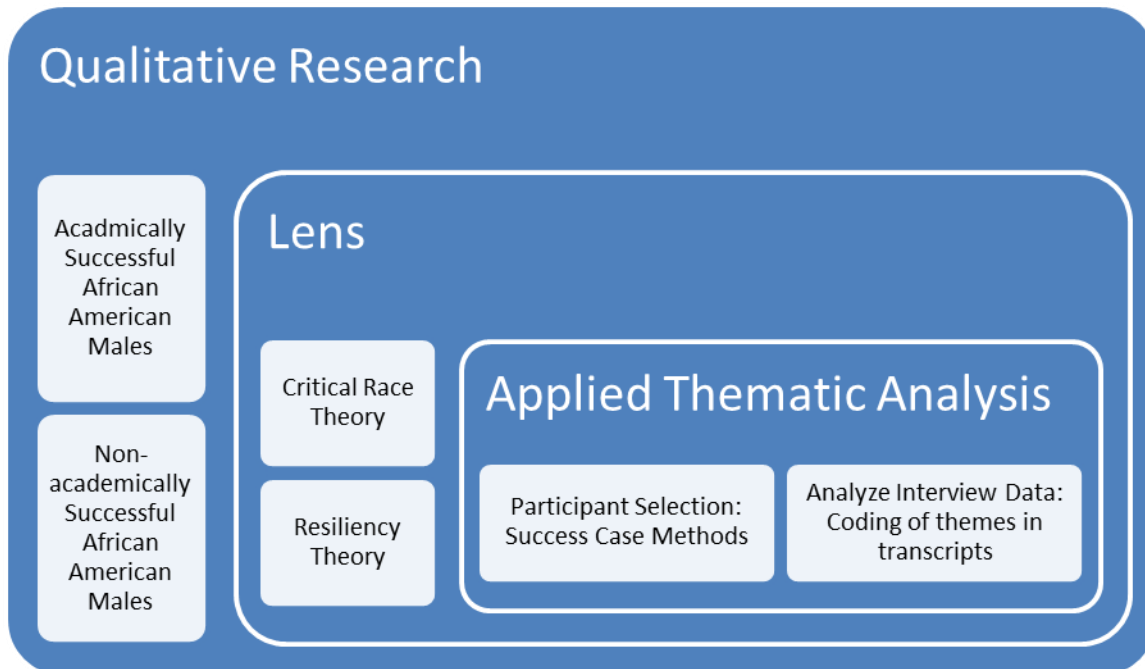 Qualitative Research
Acadmically
Successful
African
American
Males
Non-
academically
Successful
African
American
Males
Lens
Critical Race
Theory
Resiliency
Theory
Applied Thematic Analysis
Participant Selection:
Success Case Methods
Analyze Interview Data:
Coding of themes in
transcripts